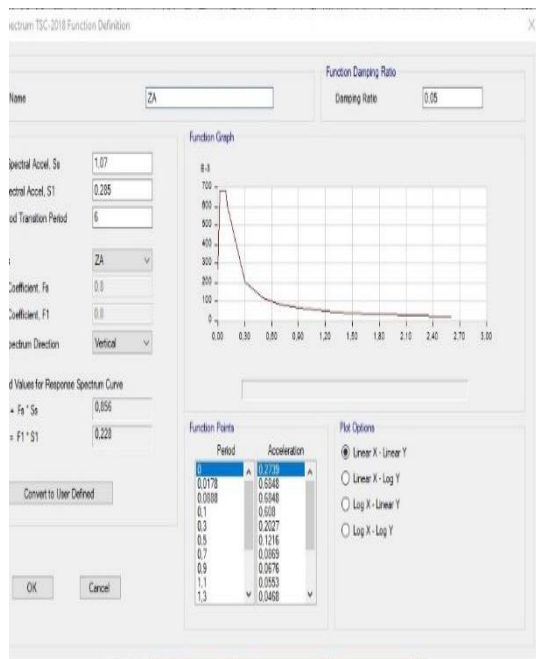 ectrum TSC-2018 Function Definition X
Function Damping Ratio
Name ZA Damping Ratio 0,05
Function Graph
Spectral Accel, Ss 1,07
ectral Accel, S1 0,285
od Transition Period 6
ZA
Coefficient, Fs 0,8
Coefficient, F1 0,8
pectrum Direction Vertical
d Values for Response Spectrum Curve
= Fs * Ss 0,856
= F1 * S1 0,228
Convert to User Defined
OK Cancel
E-3
700
600
500
400
300
200
100
0
0,00 0,30 0,60 0,90 1,20 1,50 1,80 2,10 2,40 2,70 3,00
Function Points
Period Acceleration
0 0,2739
0,0178 0,6848
0,0888 0,6848
0,1 0,608
0,3 0,2027
0,5 0,1216
0,7 0,0869
0,9 0,0676
1,1 0,0553
1,3 0,0468
Plot Options
Linear X - Linear Y
Linear X - Log Y
Log X - Linear Y
Log X - Log Y